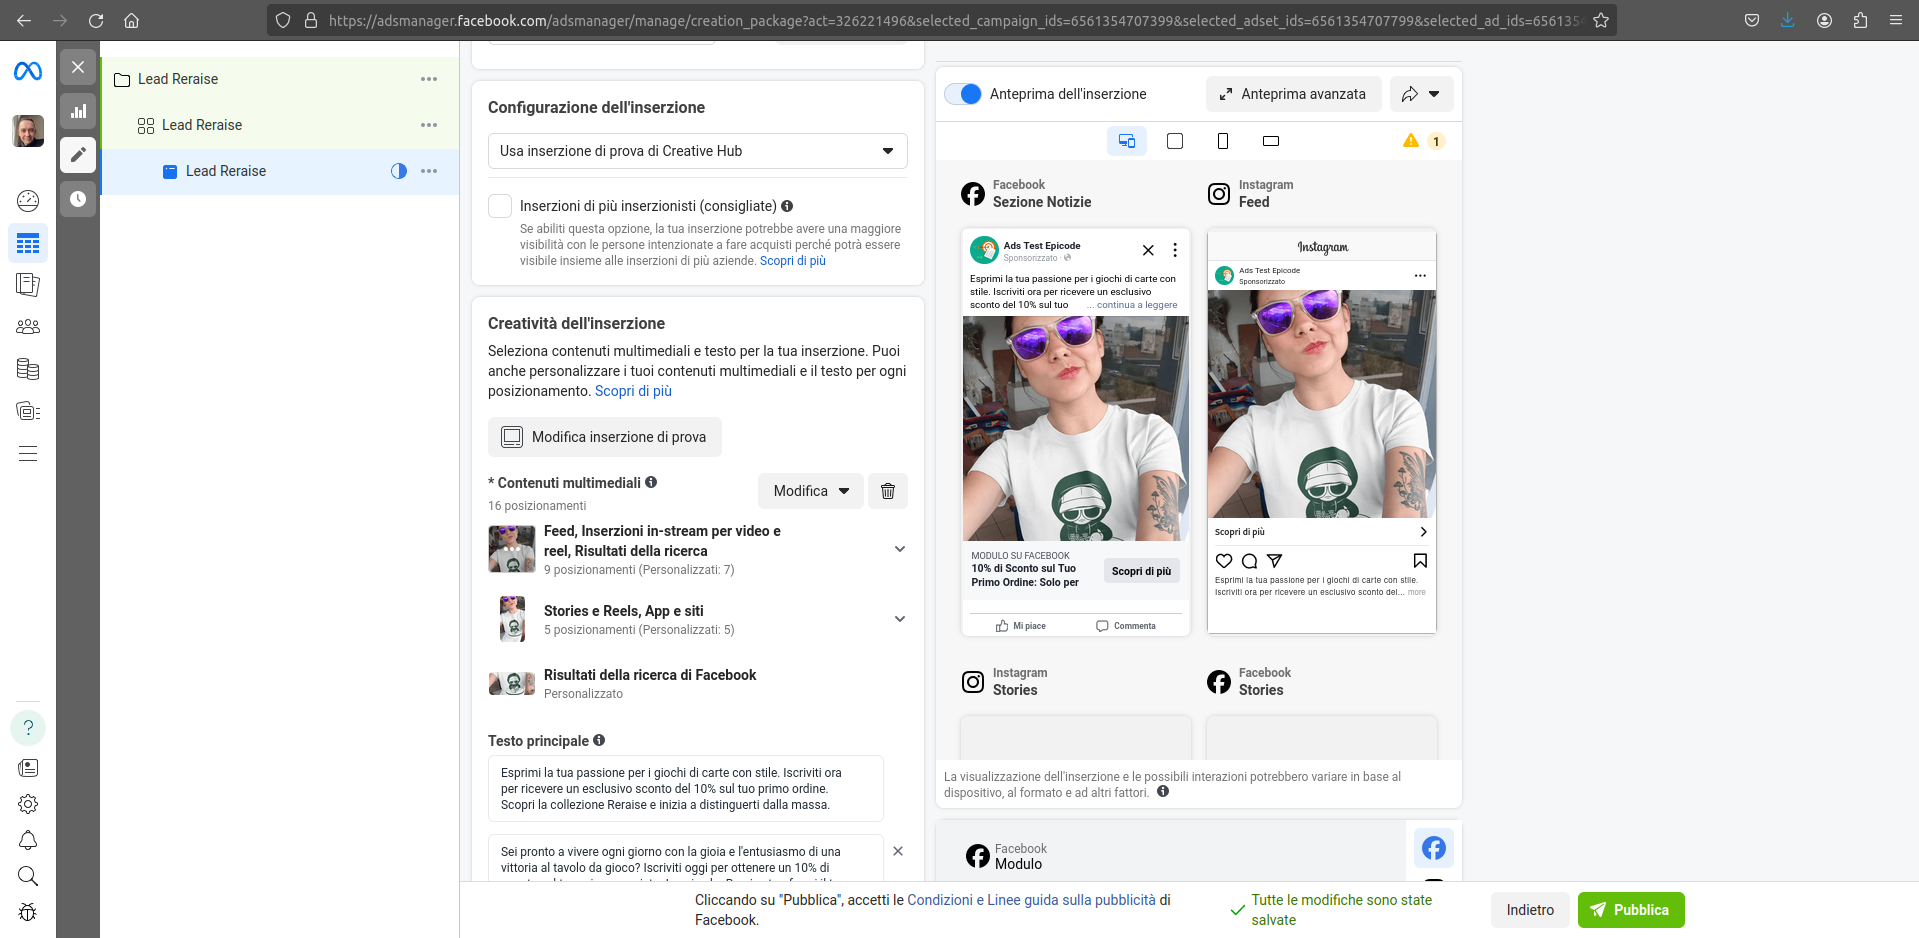 https://adsmanager.facebook.com/adsmanager/manage/creation_package?act=326221496&selected_campaign_ids=6561354707399&selected_adset_ids=6561354707799&selected_ad_ids=656135
Lead Reraise
Lead Reraise
Lead Reraise
Configurazione dell'inserzione
Usa inserzione di prova di Creative Hub
Inserzioni di più inserzionisti (consigliate)
Se abiliti questa opzione, la tua inserzione potrebbe avere una maggiore
visibilità con le persone intenzionate a fare acquisti perché potrà essere
visibile insieme alle inserzioni di più aziende. Scopri di più
Creatività dell'inserzione
Seleziona contenuti multimediali e testo per la tua inserzione. Puoi
anche personalizzare i tuoi contenuti multimediali e il testo per ogni
posizionamento. Scopri di più
Modifica inserzione di prova
* Contenuti multimediali
16 posizionamenti
Modifica
Feed, Inserzioni in-stream per video e
reel, Risultati della ricerca
9 posizionamenti (Personalizzati: 7)
Stories e Reels, App e siti
5 posizionamenti (Personalizzati: 5)
Risultati della ricerca di Facebook
Personalizzato
Testo principale
Esprimi la tua passione per i giochi di carte con stile. Iscriviti ora
per ricevere un esclusivo sconto del 10% sul tuo primo ordine.
Scopri la collezione Reraise e inizia a distinguerti dalla massa.
Sei pronto a vivere ogni giorno con la gioia e l'entusiasmo di una
vittoria al tavolo da gioco? Iscriviti oggi per ottenere un 10% di
Anteprima dell'inserzione
Anteprima avanzata
1
Facebook
Sezione Notizie
Ads Test Epicode
Sponsorizzato ·
Esprimi la tua passione per i giochi di carte con
stile. Iscriviti ora per ricevere un esclusivo
sconto del 10% sul tuo ... continua a leggere
MODULO SU FACEBOOK
10% di Sconto sul Tuo
Primo Ordine: Solo per
Scopri di più
Mi piace
Commenta
Instagram
Feed
Instagram
Ads Test Epicode
Sponsorizzato
Scopri di più
Esprimi la tua passione per i giochi di carte con stile.
Iscriviti ora per ricevere un esclusivo sconto del... more
Instagram
Stories
Facebook
Stories
La visualizzazione dell'inserzione e le possibili interazioni potrebbero variare in base al
dispositivo, al formato e ad altri fattori.
Facebook
Modulo
Cliccando su "Pubblica", accetti le Condizioni e Linee guida sulla pubblicità di
Facebook.
Tutte le modifiche sono state
salvate
Indietro
Pubblica